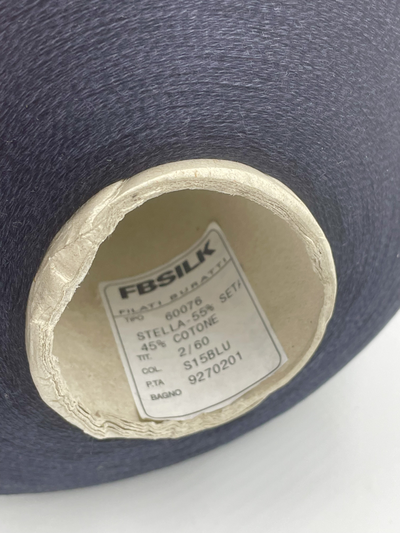 FBSILK
FILATI BURATTI
TIPO 60076
STELLA-55% SETA
45% COTONE
TIT. 2/60
COL. S15BLU
P.TA 9270201
BAGNO